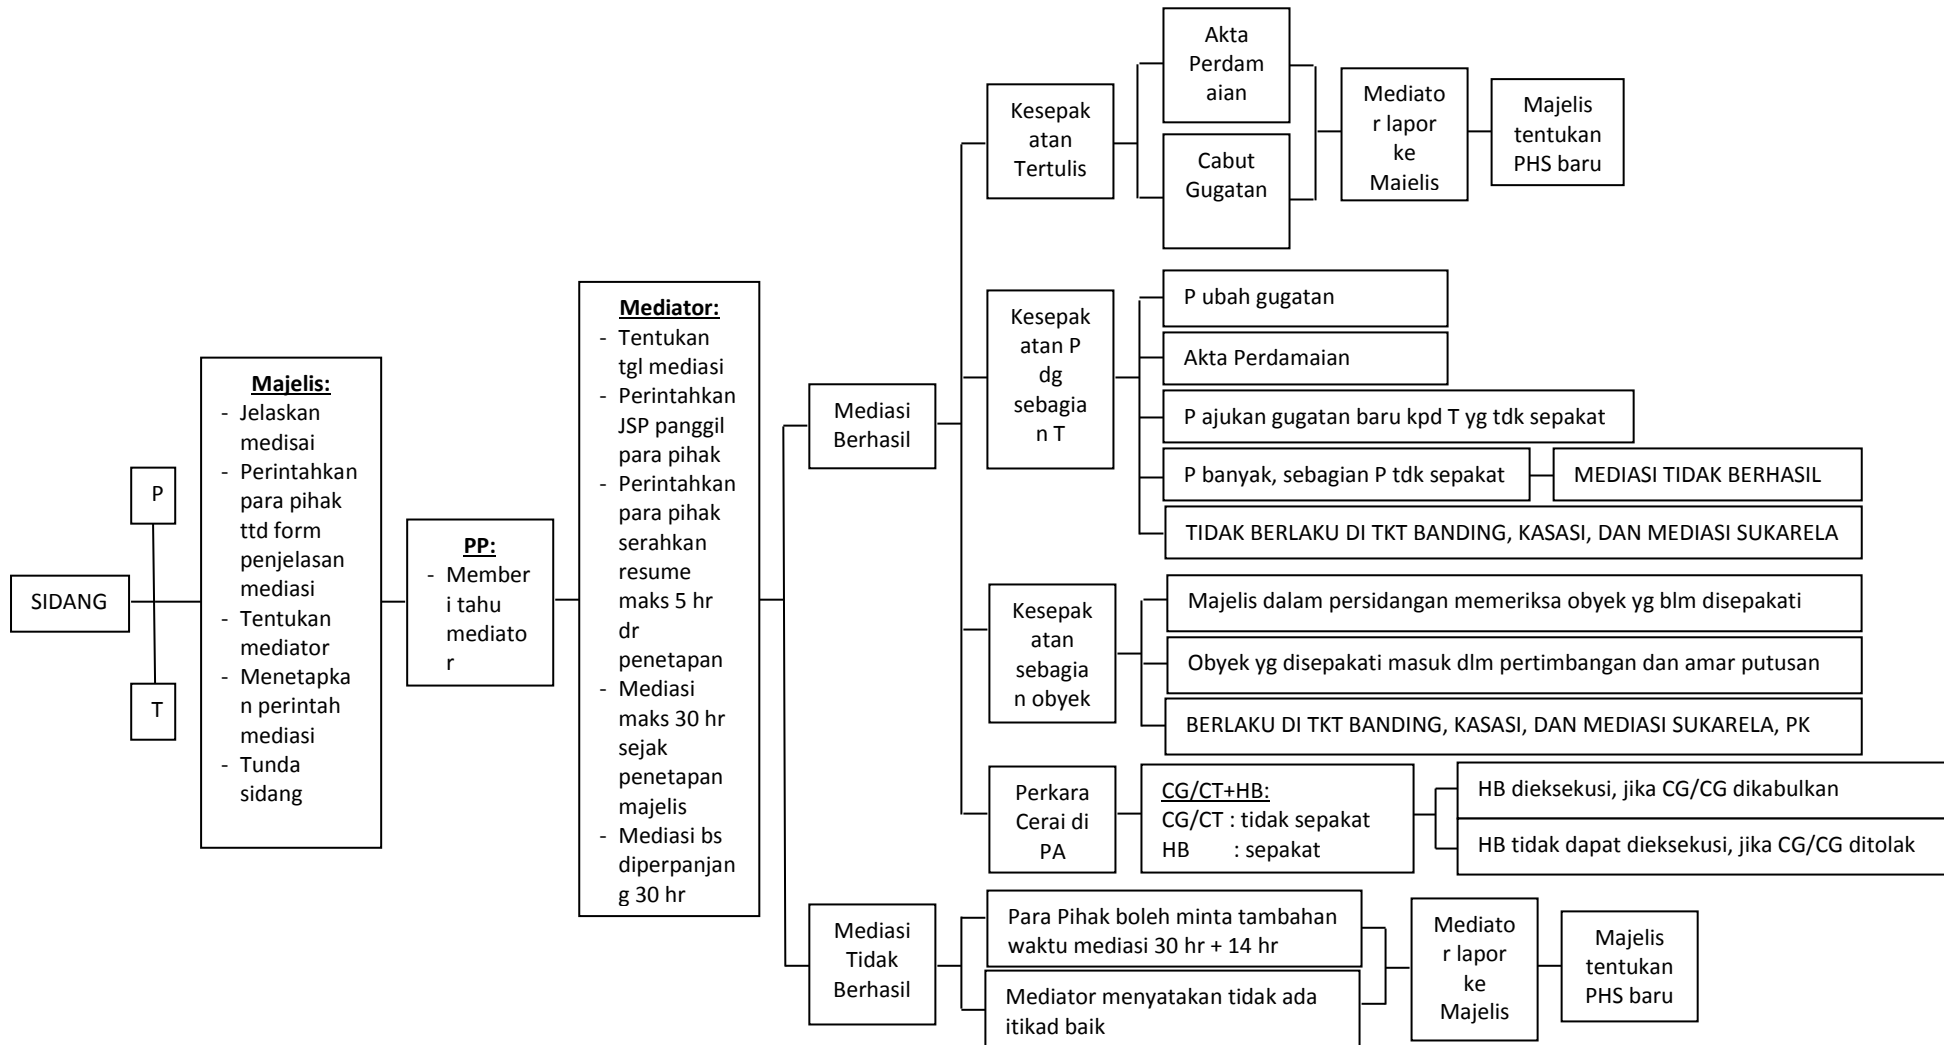 SIDANG
P
T
Majelis:
- Jelaskan
medisai
- Perintahkan
para pihak
ttd form
penjelasan
mediasi
- Tentukan
mediator
- Menetapka
n perintah
mediasi
- Tunda
sidang
PP:
- Member
i tahu
mediato
r
Mediator:
- Tentukan
tgl mediasi
- Perintahkan
JSP panggil
para pihak
- Perintahkan
para pihak
serahkan
resume
maks 5 hr
dr
penetapan
- Mediasi
maks 30 hr
sejak
penetapan
majelis
- Mediasi bs
diperpanjan
g 30 hr
Mediasi
Berhasil
Kesepak
atan
Tertulis
Akta
Perdam
aian
Cabut
Gugatan
Mediato
r lapor
ke
Majelis
Majelis
tentukan
PHS baru
Kesepak
atan P
dg
sebagia
n T
P ubah gugatan
Akta Perdamaian
P ajukan gugatan baru kpd T yg tdk sepakat
P banyak, sebagian P tdk sepakat
MEDIASI TIDAK BERHASIL
TIDAK BERLAKU DI TKT BANDING, KASASI, DAN MEDIASI SUKARELA
Kesepak
atan
sebagia
n obyek
Majelis dalam persidangan memeriksa obyek yg blm disepakati
Obyek yg disepakati masuk dlm pertimbangan dan amar putusan
BERLAKU DI TKT BANDING, KASASI, DAN MEDIASI SUKARELA, PK
Perkara
Cerai di
PA
CG/CT+HB:
CG/CT : tidak sepakat
HB : sepakat
HB dieksekusi, jika CG/CG dikabulkan
HB tidak dapat dieksekusi, jika CG/CG ditolak
Mediasi
Tidak
Berhasil
Para Pihak boleh minta tambahan
waktu mediasi 30 hr + 14 hr
Mediator menyatakan tidak ada
itikad baik
Mediato
r lapor
ke
Majelis
Majelis
tentukan
PHS baru